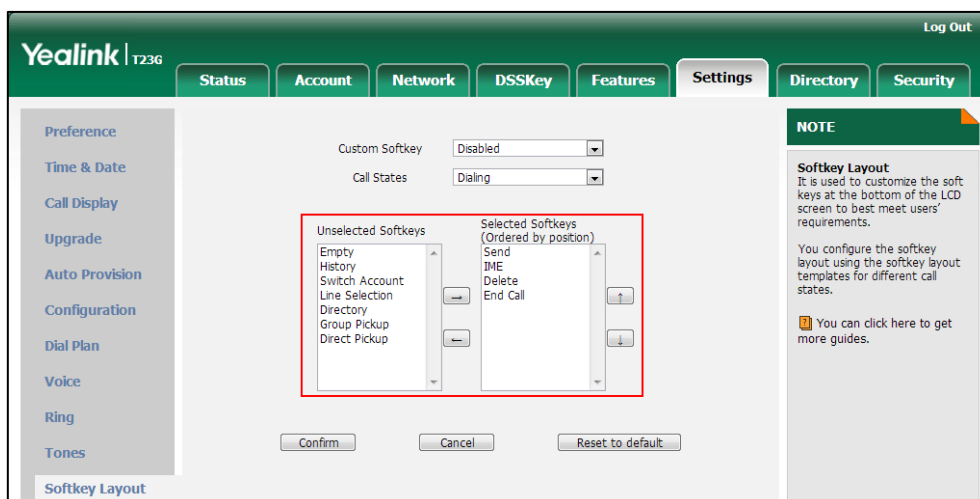 Log Out
Yealink T23G
Status Account Network DSSKey Features Settings Directory Security
Preference
Time & Date
Call Display
Upgrade
Auto Provision
Configuration
Dial Plan
Voice
Ring
Tones
Softkey Layout
Custom Softkey Disabled
Call States Dialing
Unselected Softkeys
Empty
History
Switch Account
Line Selection
Directory
Group Pickup
Direct Pickup
→
←
Selected Softkeys
(Ordered by position)
Send
IME
Delete
End Call
↑
↓
Confirm Cancel Reset to default
NOTE
Softkey Layout
It is used to customize the soft
keys at the bottom of the LCD
screen to best meet users'
requirements.
You configure the softkey
layout using the softkey layout
templates for different call
states.
? You can click here to get
more guides.